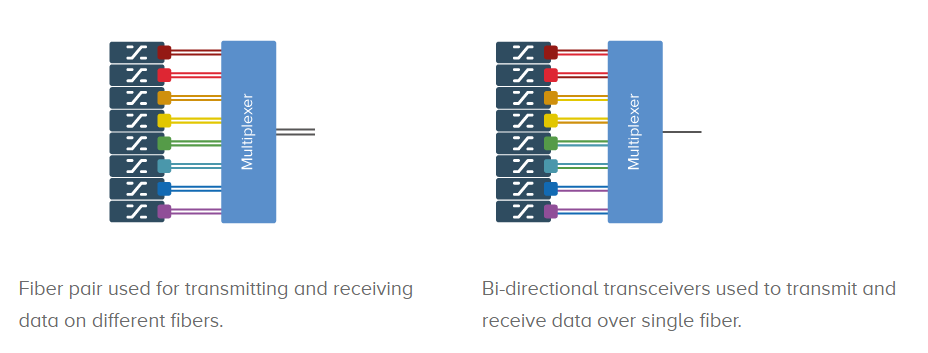 Multiplexer
Multiplexer
Fiber pair used for transmitting and receiving
data on different fibers.
Bi-directional transceivers used to transmit and
receive data over single fiber.